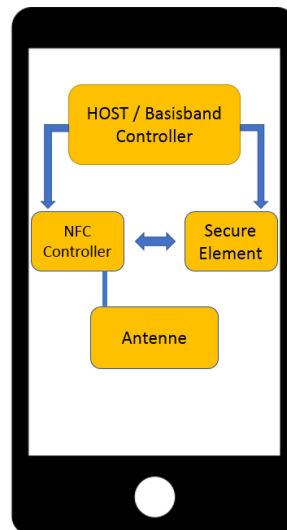 HOST / Basisband
Controller
NFC
Controller
Secure
Element
Antenne